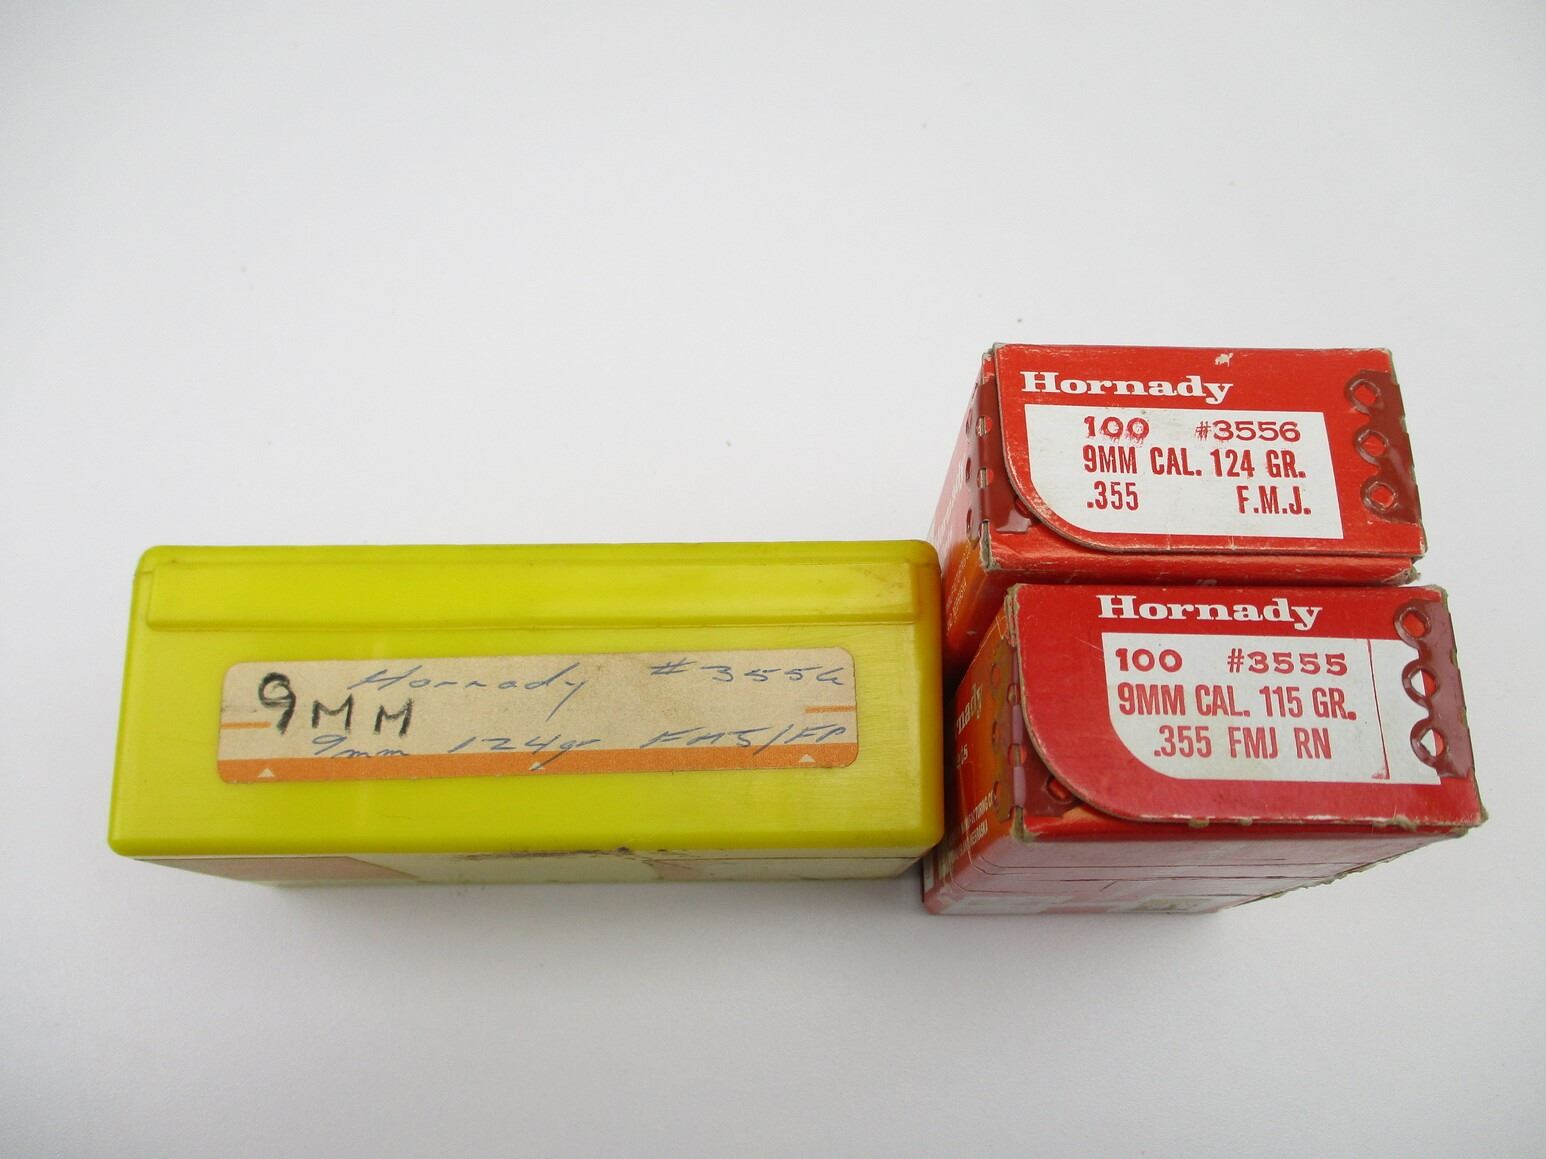 Hornady #3556
9MM
9mm 124gr FMJ/FP
Hornady
100 #3556
9MM CAL. 124 GR.
.355 F.M.J.
Hornady
100 #3555
9MM CAL. 115 GR.
.355 FMJ RN